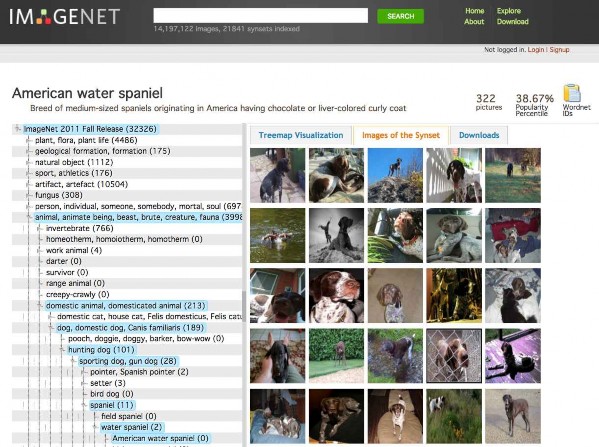 IMAGENET
SEARCH
14,197,122 images, 21841 synsets indexed
Home Explore
About Download
Not logged in. Login | Signup
American water spaniel
Breed of medium-sized spaniels originating in America having chocolate or liver-colored curly coat
322 pictures
38.67% Popularity Percentile
Wordnet IDs
Treemap Visualization
Images of the Synset
Downloads
ImageNet 2011 Fall Release (32326)
plant, flora, plant life (4486)
geological formation, formation (175)
natural object (1112)
sport, athletics (176)
artifact, artefact (10504)
fungus (308)
person, individual, someone, somebody, mortal, soul (697
animal, animate being, beast, brute, creature, fauna (3998
invertebrate (766)
homeotherm, homoiotherm, homotherm (0)
work animal (4)
darter (0)
survivor (0)
range animal (0)
creepy-crawly (0)
domestic animal, domesticated animal (213)
domestic cat, house cat, Felis domesticus, Felis catu
dog, domestic dog, Canis familiaris (189)
pooch, doggie, doggy, barker, bow-wow (0)
hunting dog (101)
sporting dog, gun dog (28)
pointer, Spanish pointer (2)
setter (3)
bird dog (0)
spaniel (11)
field spaniel (0)
water spaniel (2)
American water spaniel (0)